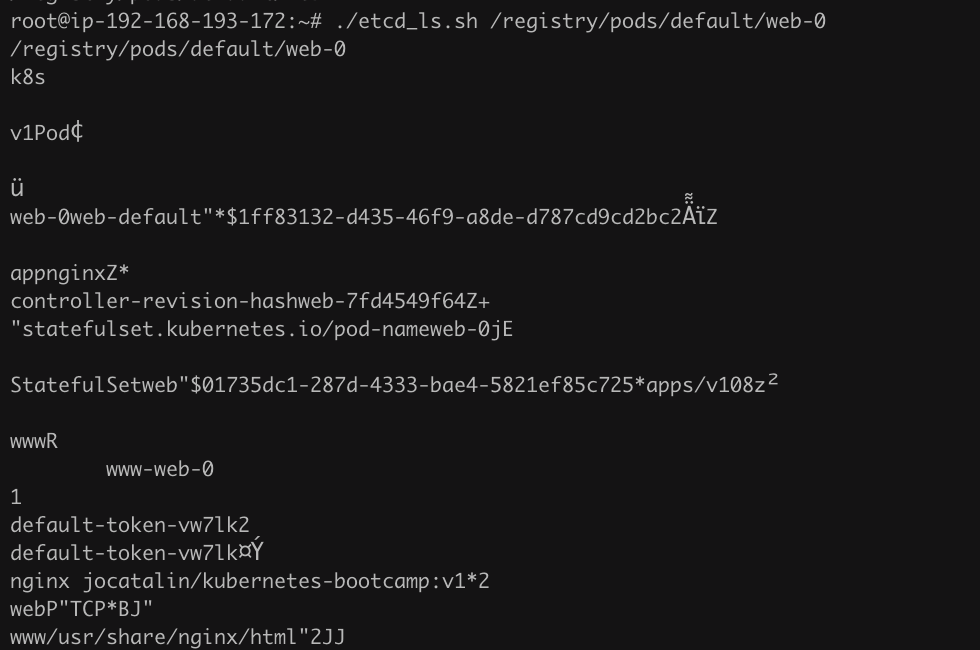 root@ip-192-168-193-172:~# ./etcd_ls.sh /registry/pods/default/web-0
/registry/pods/default/web-0
k8s
v1Pod₵
ü
web-0web-default"*$1ff83132-d435-46f9-a8de-d787cd9cd2bc2ÃïZ
appnginxZ*
controller-revision-hashweb-7fd4549f64Z+
"statefulset.kubernetes.io/pod-nameweb-0jE
StatefulSetweb"$01735dc1-287d-4333-bae4-5821ef85c725*apps/v108z²
wwwR
www-web-0
1
default-token-vw7lk2
default-token-vw7lk¤Ý
nginx jocatalin/kubernetes-bootcamp:v1*2
webP"TCP*BJ"
www/usr/share/nginx/html"2JJ